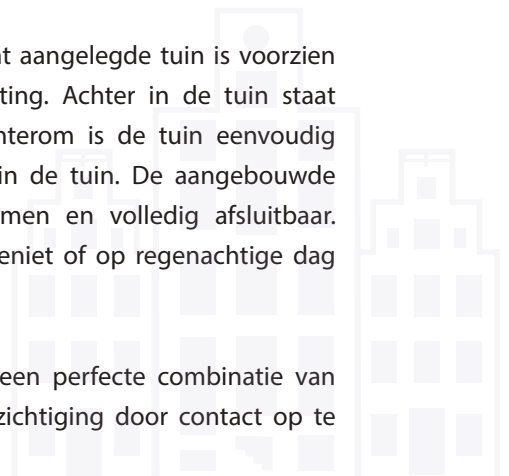 t aangelegde tuin is voorzien
ting. Achter in de tuin staat
nterom is de tuin eenvoudig
in de tuin. De aangebouwde
men en volledig afsluitbaar.
eniet of op regenachtige dag
een perfecte combinatie van
zichtiging door contact op te